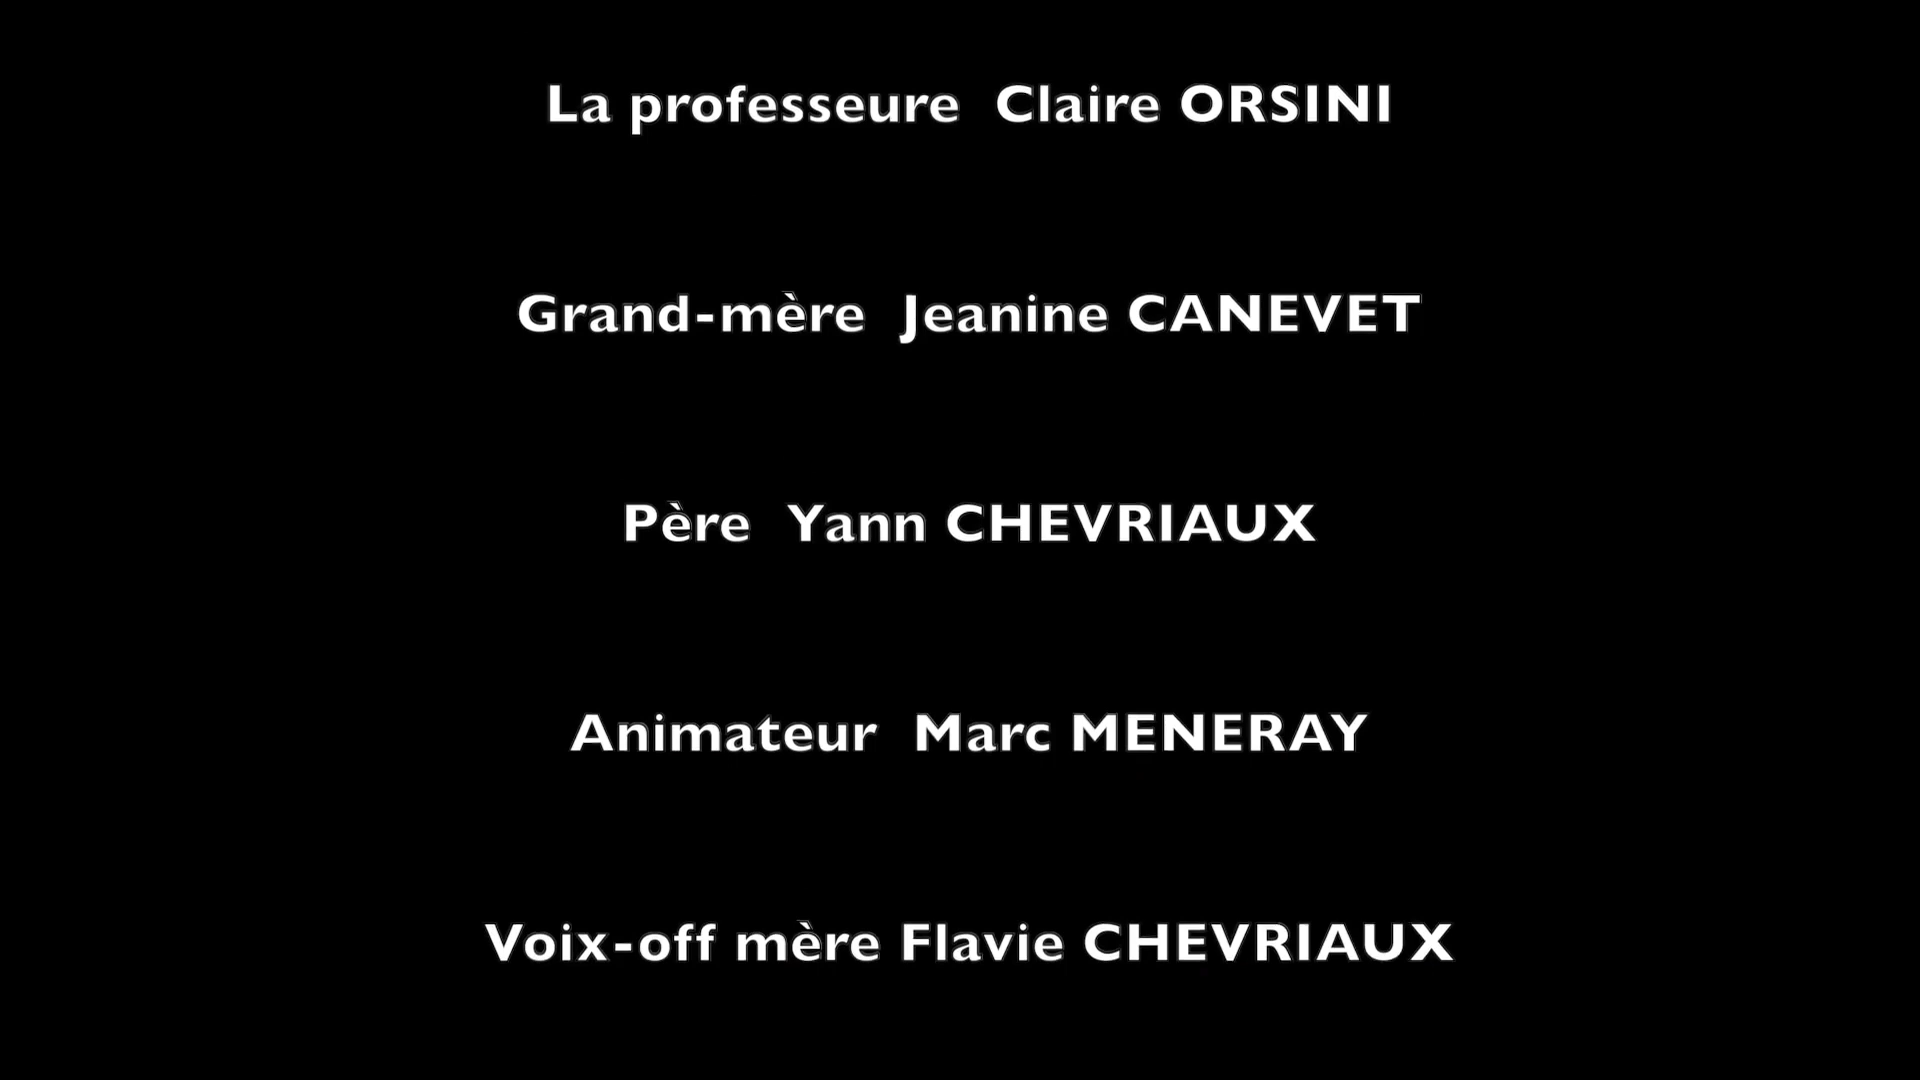 La professeure  Claire ORSINI
Grand-mère  Jeanine CANEVET
Père  Yann CHEVRIAUX
Animateur  Marc MENERAY
Voix-off mère Flavie CHEVRIAUX